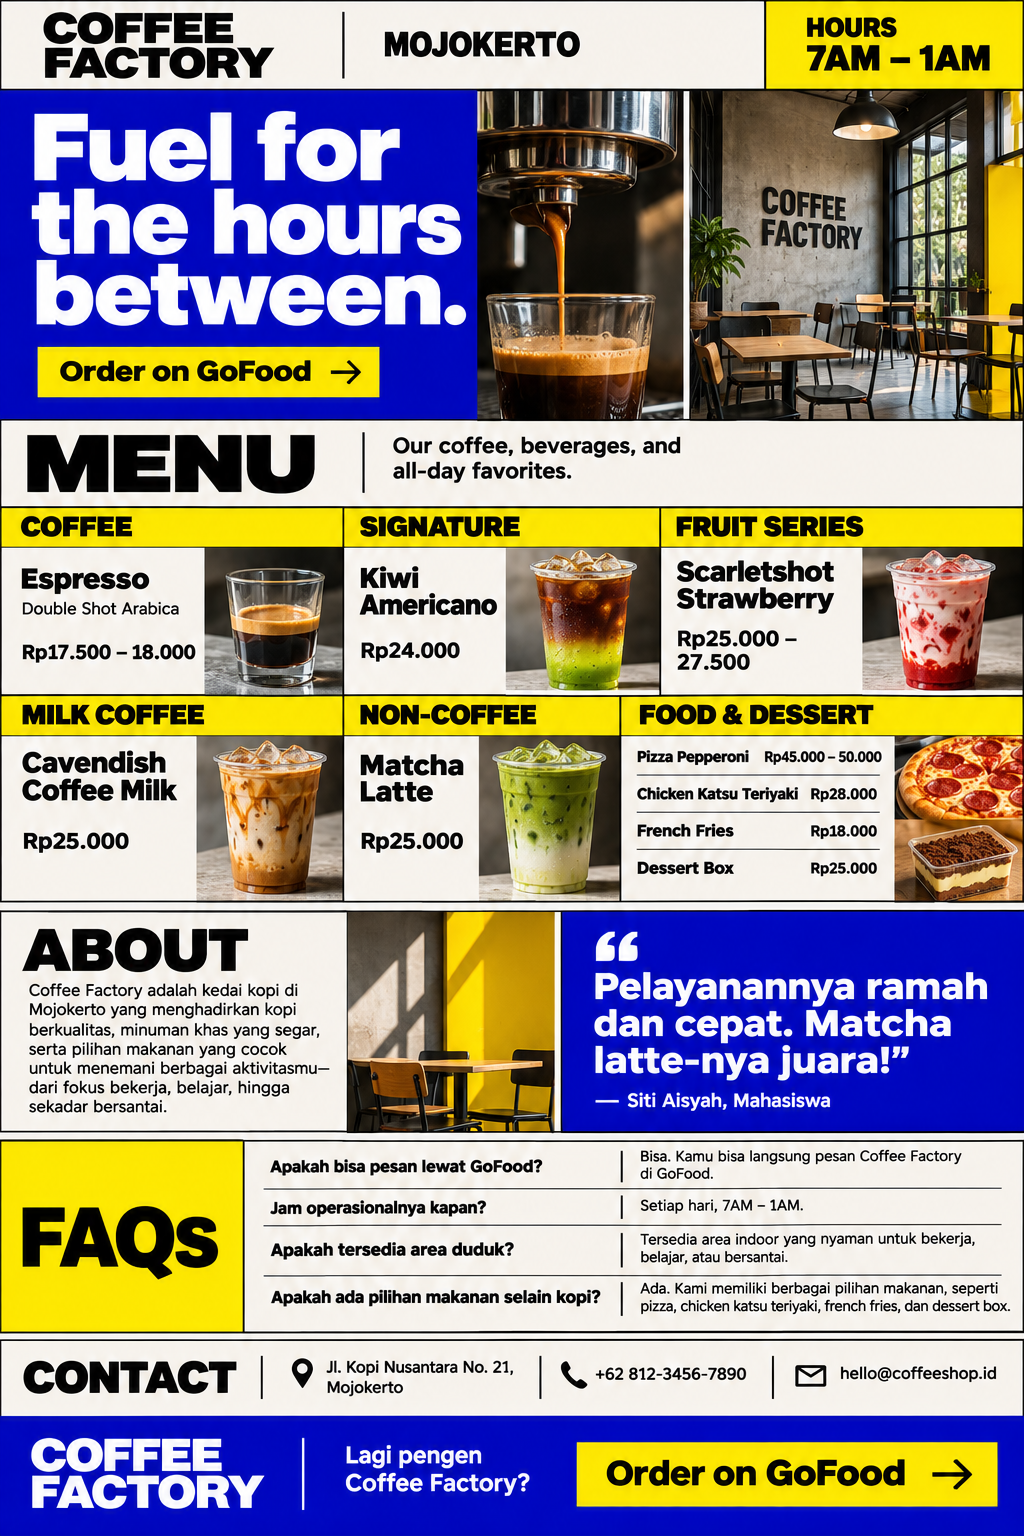 COFFEE
FACTORY
MOJOKERTO
HOURS
7AM – 1AM
Fuel for
the hours
between.
Order on GoFood →
COFFEE
FACTORY
MENU
Our coffee, beverages, and
all-day favorites.
COFFEE
Espresso
Double Shot Arabica
Rp17.500 – 18.000
SIGNATURE
Kiwi
Americano
Rp24.000
FRUIT SERIES
Scarletshot
Strawberry
Rp25.000 –
27.500
MILK COFFEE
Cavendish
Coffee Milk
Rp25.000
NON-COFFEE
Matcha
Latte
Rp25.000
FOOD & DESSERT
Pizza Pepperoni Rp45.000 – 50.000
Chicken Katsu Teriyaki Rp28.000
French Fries Rp18.000
Dessert Box Rp25.000
ABOUT
Coffee Factory adalah kedai kopi di
Mojokerto yang menghadirkan kopi
berkualitas, minuman khas yang segar,
serta pilihan makanan yang cocok
untuk menemani berbagai aktivitasmu—
dari fokus bekerja, belajar, hingga
sekadar bersantai.
“
Pelayanannya ramah
dan cepat. Matcha
latte-nya juara!”
— Siti Aisyah, Mahasiswa
FAQs
Apakah bisa pesan lewat GoFood?
Bisa. Kamu bisa langsung pesan Coffee Factory
di GoFood.
Jam operasionalnya kapan?
Setiap hari, 7AM – 1AM.
Apakah tersedia area duduk?
Tersedia area indoor yang nyaman untuk bekerja,
belajar, atau bersantai.
Apakah ada pilihan makanan selain kopi?
Ada. Kami memiliki berbagai pilihan makanan, seperti
pizza, chicken katsu teriyaki, french fries, dan dessert box.
CONTACT
Jl. Kopi Nusantara No. 21,
Mojokerto
+62 812-3456-7890
hello@coffeeshop.id
COFFEE
FACTORY
Lagi pengen
Coffee Factory?
Order on GoFood →